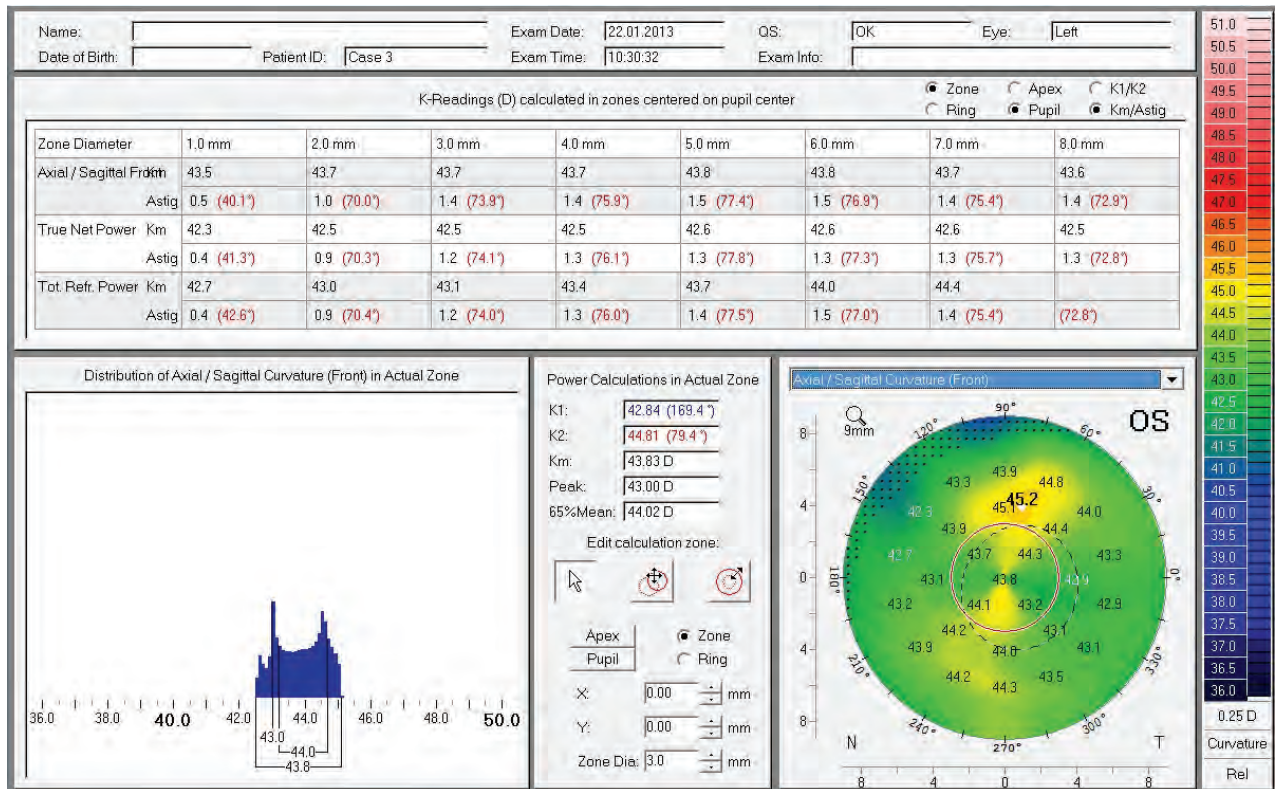 Name: Exam Date: 22.01.2013 QS: OK Eye: Left
Date of Birth: Patient ID: Case 3 Exam Time: 10:30:32 Exam Info:
K-Readings (D) calculated in zones centered on pupil center
Zone Apex K1/K2
Ring Pupil Km/Astig
Zone Diameter 1.0 mm 2.0 mm 3.0 mm 4.0 mm 5.0 mm 6.0 mm 7.0 mm 8.0 mm
Axial / Sagittal Front Km 43.5 43.7 43.7 43.7 43.8 43.8 43.7 43.6
Astig 0.5 (40.1°) 1.0 (70.0°) 1.4 (73.9°) 1.4 (75.9°) 1.5 (77.4°) 1.5 (76.9°) 1.4 (75.4°) 1.4 (72.9°)
True Net Power Km 42.3 42.5 42.5 42.5 42.6 42.6 42.6 42.5
Astig 0.4 (41.3°) 0.9 (70.3°) 1.2 (74.1°) 1.3 (76.1°) 1.3 (77.8°) 1.3 (77.3°) 1.3 (75.7°) 1.3 (72.8°)
Tot. Refr. Power Km 42.7 43.0 43.1 43.4 43.7 44.0 44.4
Astig 0.4 (42.6°) 0.9 (70.4°) 1.2 (74.0°) 1.3 (76.0°) 1.4 (77.5°) 1.5 (77.0°) 1.4 (75.4°) (72.8°)
Distribution of Axial / Sagittal Curvature (Front) in Actual Zone
36.0 38.0 40.0 42.0 44.0 46.0 48.0 50.0
43.0
44.0
43.8
Power Calculations in Actual Zone
K1: 42.84 (169.4°)
K2: 44.81 (79.4°)
Km: 43.83 D
Peak: 43.00 D
65%Mean: 44.02 D
Edit calculation zone:
Apex Zone
Pupil Ring
X: 0.00 mm
Y: 0.00 mm
Zone Dia: 3.0 mm
Axial / Sagittal Curvature (Front)
9mm OS
90°
120° 60°
150° 30°
180° 0°
210° 330°
240° 300°
270°
8
4
0
4
8
43.9
43.3 44.8
45.2
42.3 45.1 44.0
43.9 44.4
42.7 43.7 44.3 43.3
43.1 43.8 43.9
43.2 44.1 43.2 42.9
44.2 43.1
43.9 44.0 43.1
44.2 44.3 43.5
N T
8 4 0 4 8
51.0
50.5
50.0
49.5
49.0
48.5
48.0
47.5
47.0
46.5
46.0
45.5
45.0
44.5
44.0
43.5
43.0
42.5
42.0
41.5
41.0
40.5
40.0
39.5
39.0
38.5
38.0
37.5
37.0
36.5
36.0
0.25 D
Curvature
Rel